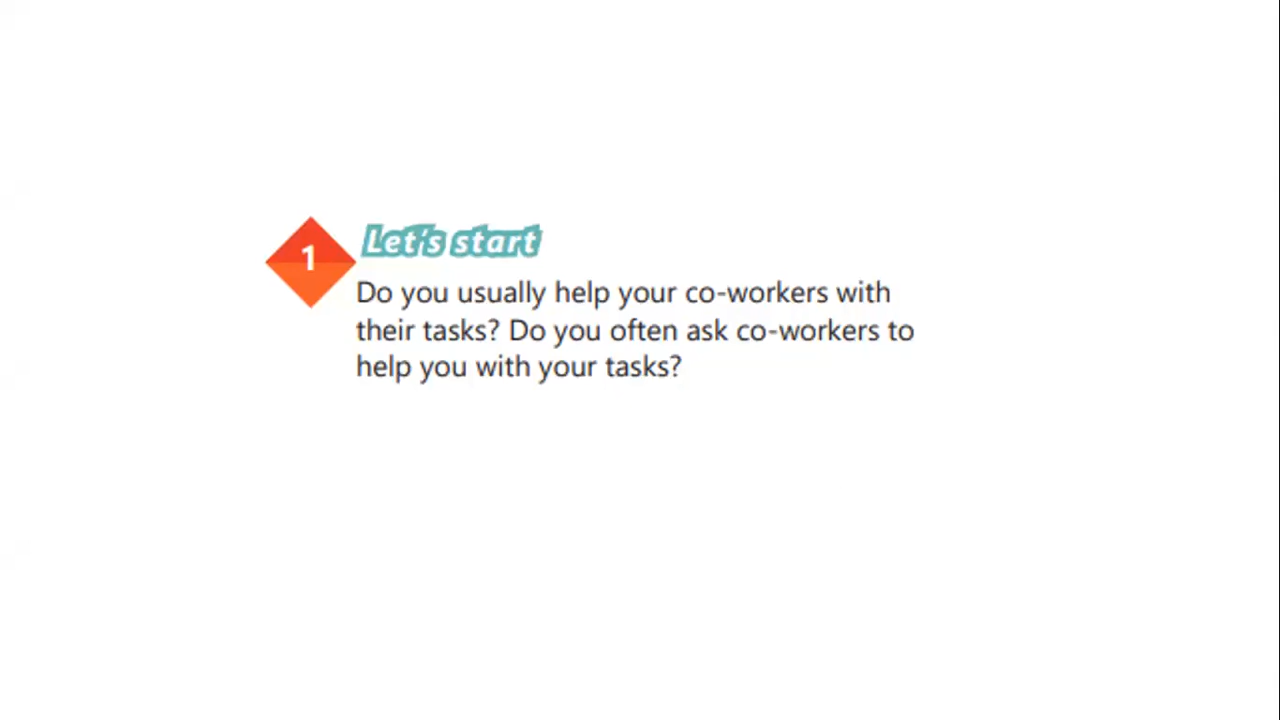 1
Let's start
Do you usually help your co-workers with
their tasks? Do you often ask co-workers to
help you with your tasks?